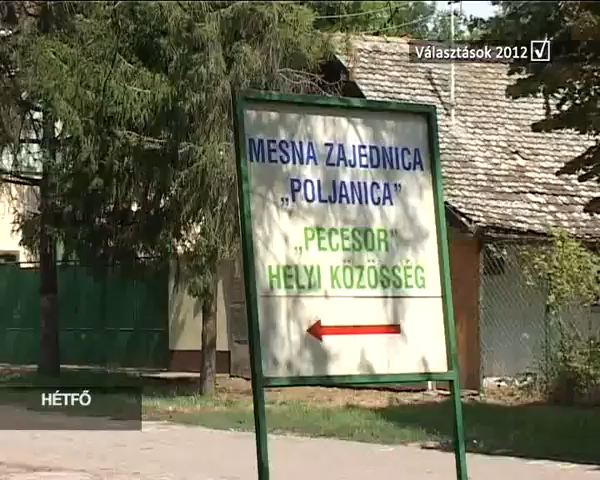 Választások 2012
MESNA ZAJEDNICA
„POLJANICA”
„PECESOR”
HELYI KÖZÖSSÉG
HÉTFŐ